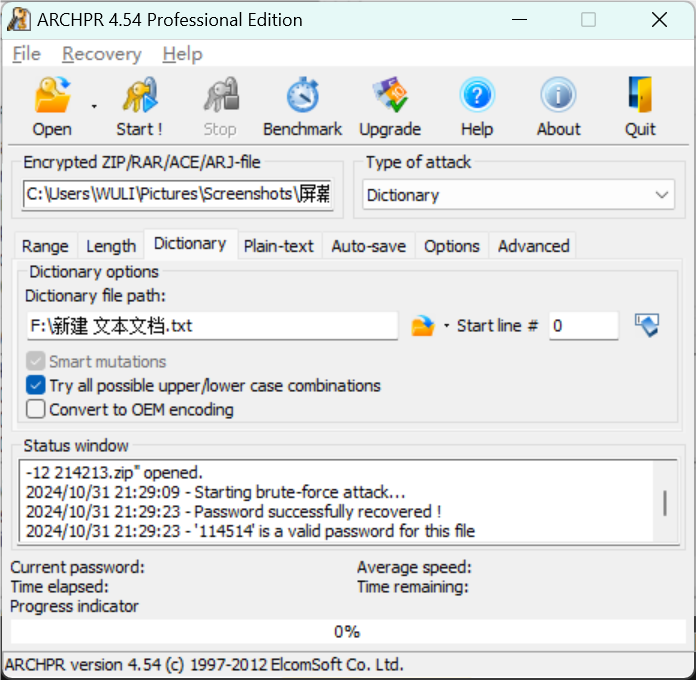 ARCHPR 4.54 Professional Edition
File Recovery Help
Open Start ! Stop Benchmark Upgrade Help About Quit
Encrypted ZIP/RAR/ACE/ARJ-file
C:\Users\WULI\Pictures\Screenshots\屏幕
Type of attack
Dictionary
Range Length Dictionary Plain-text Auto-save Options Advanced
Dictionary options
Dictionary file path:
F:\新建 文本文档.txt
Start line # 0
Smart mutations
Try all possible upper/lower case combinations
Convert to OEM encoding
Status window
-12 214213.zip" opened.
2024/10/31 21:29:09 - Starting brute-force attack...
2024/10/31 21:29:23 - Password successfully recovered !
2024/10/31 21:29:23 - '114514' is a valid password for this file
Current password: Average speed:
Time elapsed: Time remaining:
Progress indicator
0%
ARCHPR version 4.54 (c) 1997-2012 ElcomSoft Co. Ltd.